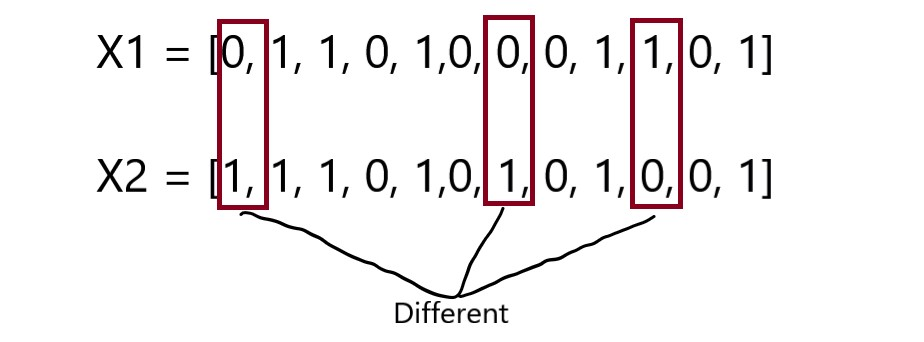 X1 = [0, 1, 1, 0, 1,0, 0, 0, 1, 1, 0, 1]
X2 = [1, 1, 1, 0, 1,0, 1, 0, 1, 0, 0, 1]
Different